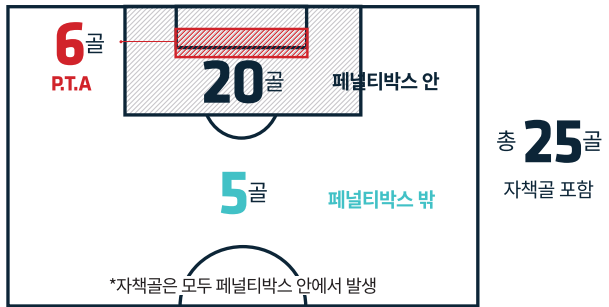 6골
P.T.A
20골
페널티박스 안
총 25골
자책골 포함
5골
페널티박스 밖
*자책골은 모두 페널티박스 안에서 발생